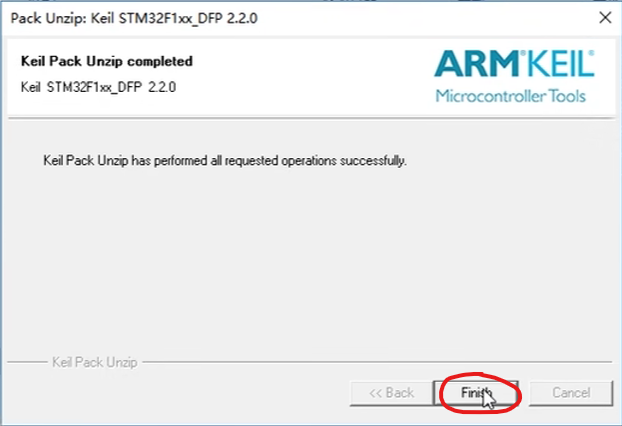 Pack Unzip: Keil STM32F1xx_DFP 2.2.0
Keil Pack Unzip completed
Keil STM32F1xx_DFP 2.2.0
ARM®KEIL®
Microcontroller Tools
Keil Pack Unzip has performed all requested operations successfully.
Keil Pack Unzip
<< Back
Finish
Cancel